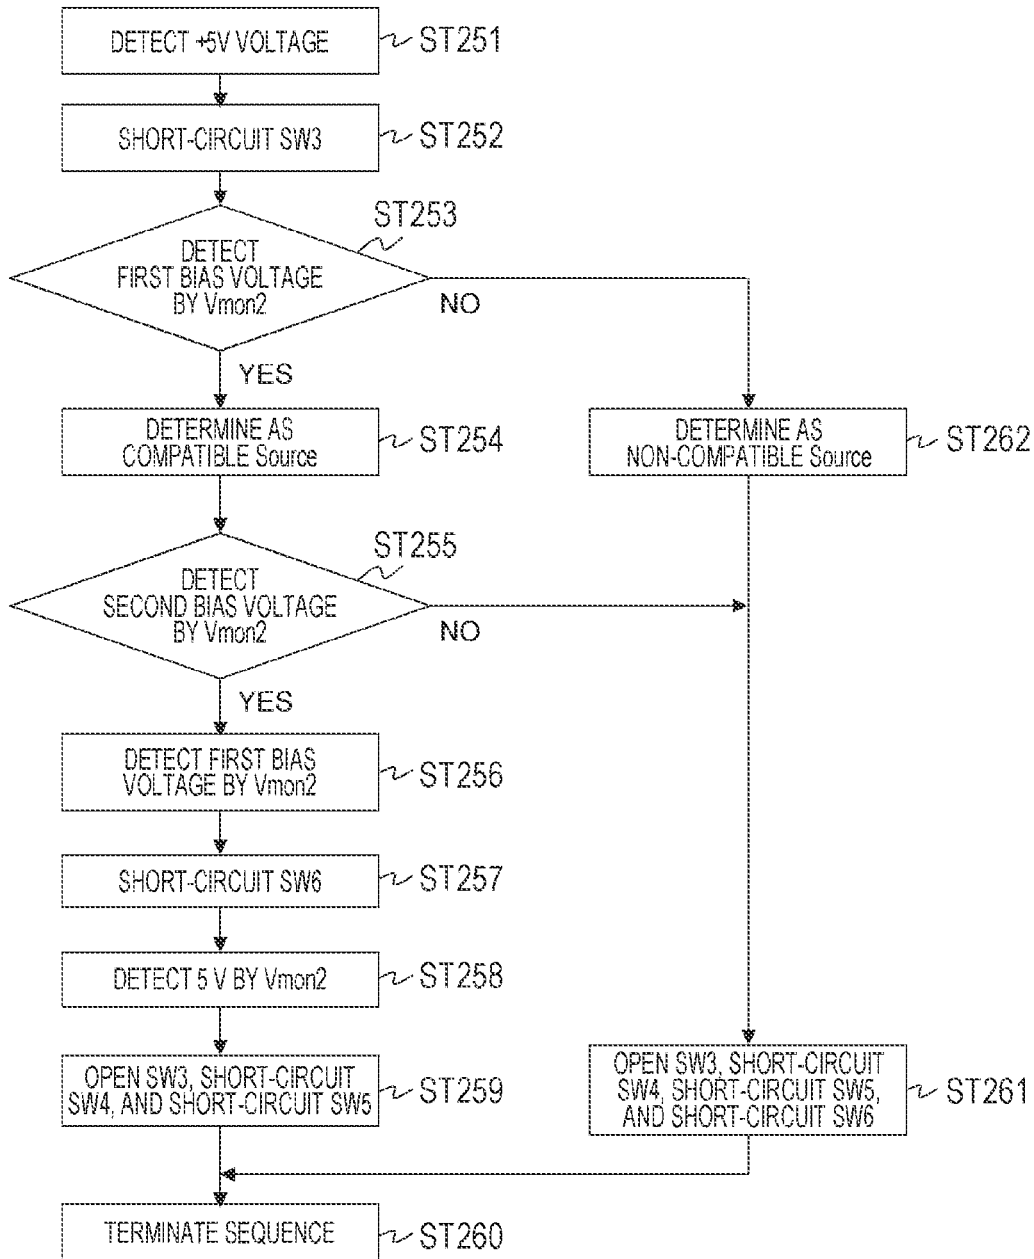 DETECT +5V VOLTAGE
ST251
SHORT-CIRCUIT SW3
ST252
ST253
DETECT
FIRST BIAS VOLTAGE
BY Vmon2
NO
YES
DETERMINE AS
COMPATIBLE Source
ST254
DETERMINE AS
NON-COMPATIBLE Source
ST262
ST255
DETECT
SECOND BIAS VOLTAGE
BY Vmon2
NO
YES
DETECT FIRST BIAS
VOLTAGE BY Vmon2
ST256
SHORT-CIRCUIT SW6
ST257
DETECT 5 V BY Vmon2
ST258
OPEN SW3, SHORT-CIRCUIT
SW4, AND SHORT-CIRCUIT SW5
ST259
OPEN SW3, SHORT-CIRCUIT
SW4, SHORT-CIRCUIT SW5,
AND SHORT-CIRCUIT SW6
ST261
TERMINATE SEQUENCE
ST260